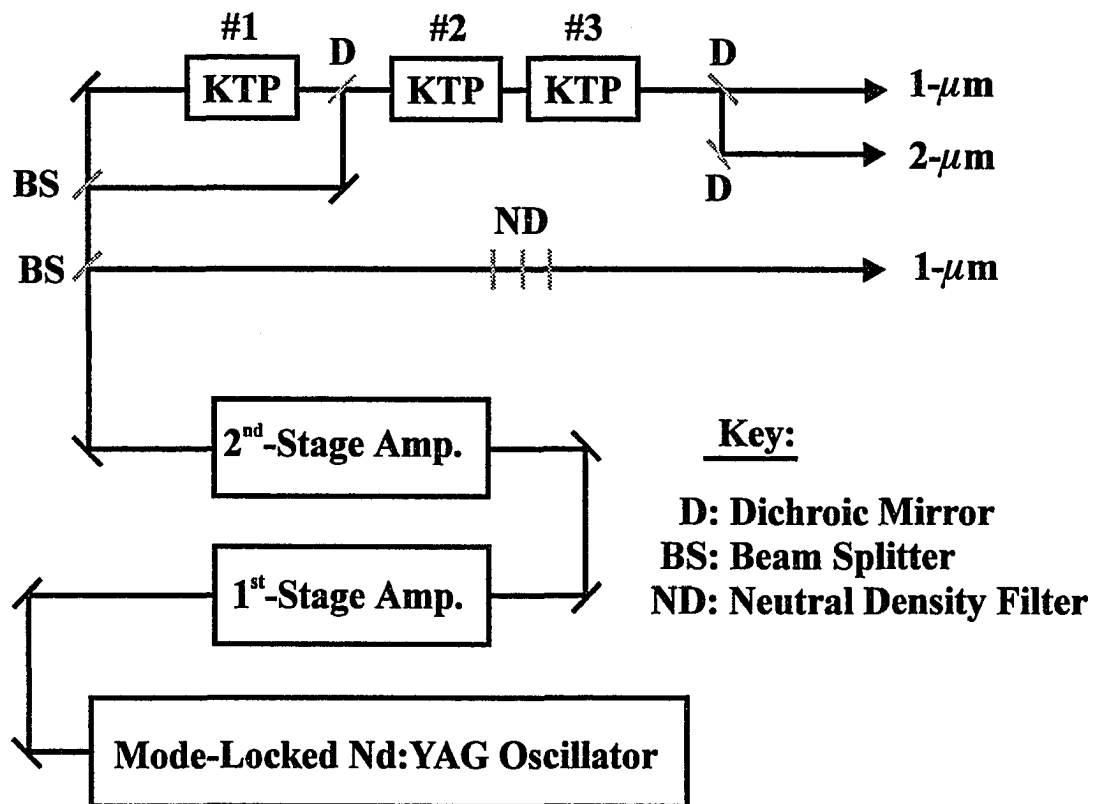 #1 #2 #3
D D
KTP KTP KTP
1-μm
2-μm
D
BS
ND
BS
1-μm
2nd-Stage Amp.
Key:
D: Dichroic Mirror
BS: Beam Splitter
ND: Neutral Density Filter
1st-Stage Amp.
Mode-Locked Nd:YAG Oscillator